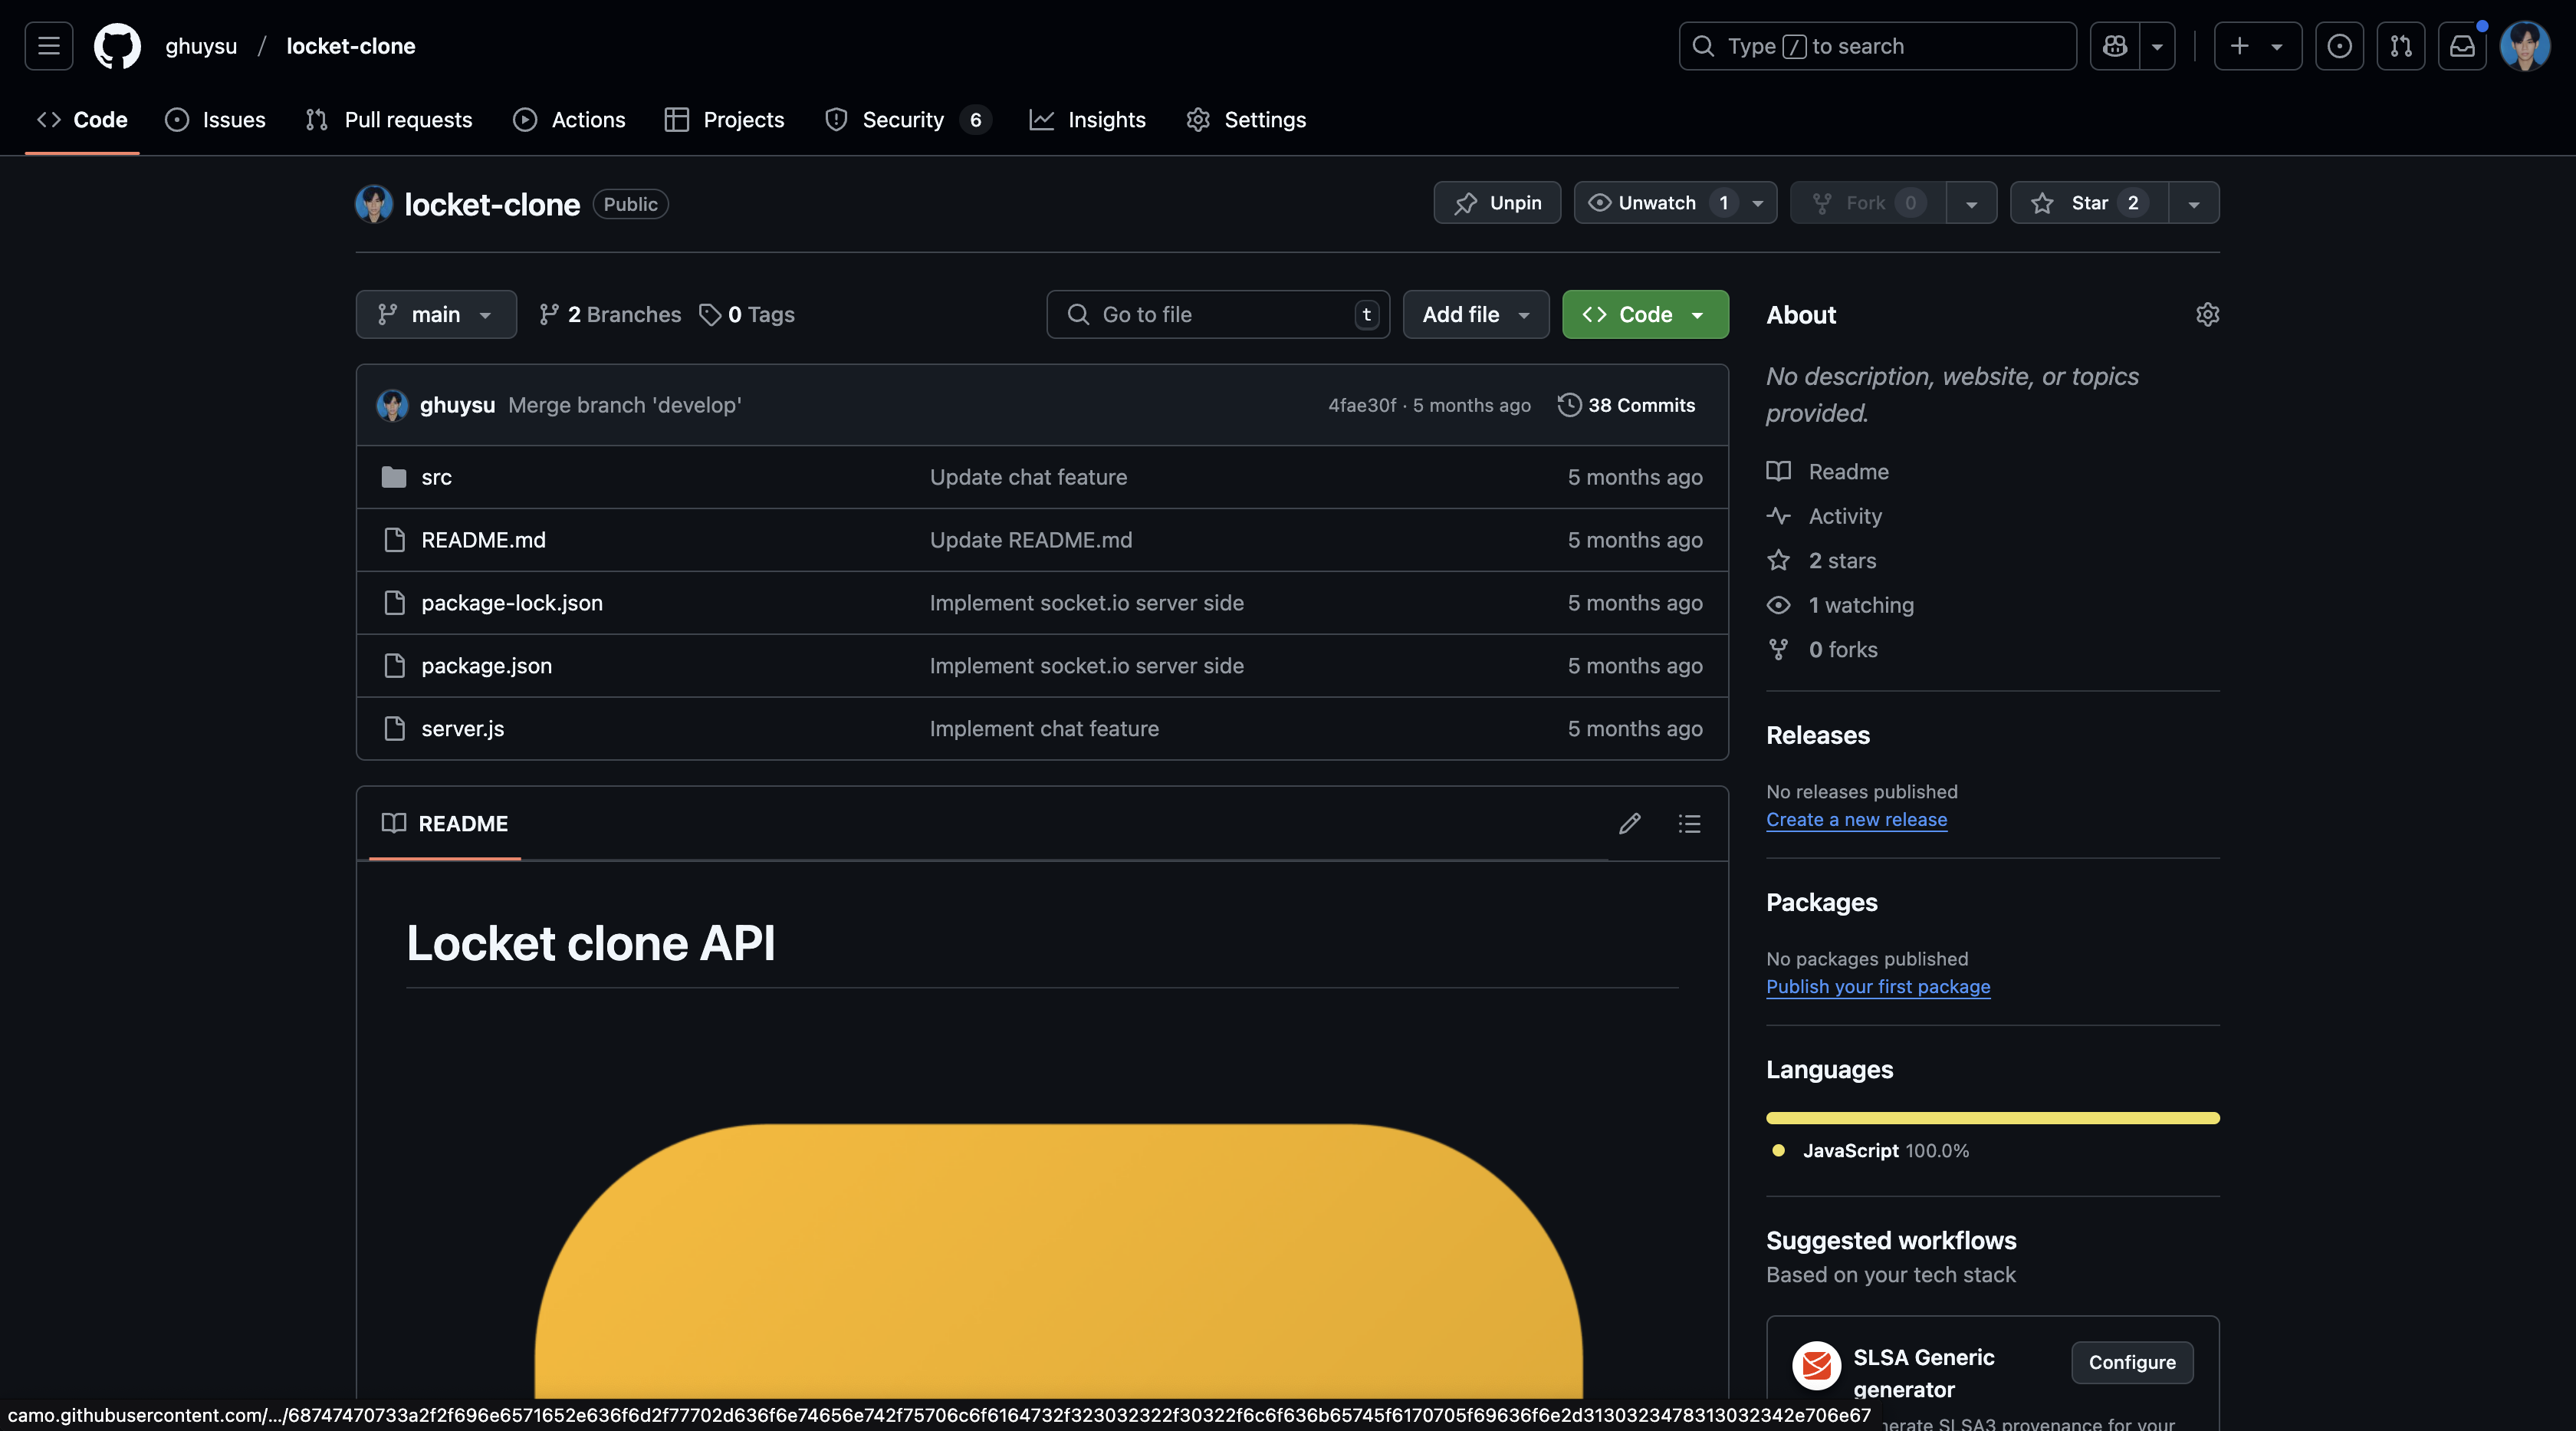 ghuysu / locket-clone
Type / to search
Code Issues Pull requests Actions Projects Security 6 Insights Settings
locket-clone Public
Unpin Unwatch 1 Fork 0 Star 2
main 2 Branches 0 Tags
Go to file t Add file Code
ghuysu Merge branch 'develop' 4fae30f · 5 months ago 38 Commits
src Update chat feature 5 months ago
README.md Update README.md 5 months ago
package-lock.json Implement socket.io server side 5 months ago
package.json Implement socket.io server side 5 months ago
server.js Implement chat feature 5 months ago
README
Locket clone API
About
No description, website, or topics
provided.
Readme
Activity
2 stars
1 watching
0 forks
Releases
No releases published
Create a new release
Packages
No packages published
Publish your first package
Languages
JavaScript 100.0%
Suggested workflows
Based on your tech stack
SLSA Generic
generator
Configure
nerate SLSA3 provenance for your
camo.githubusercontent.com/.../68747470733a2f2f696e6571652e636f6d2f77702d636f6e74656e742f75706c6f6164732f323032322f30322f6c6f636b65745f6170705f69636f6e2d3130323478313032342e706e67